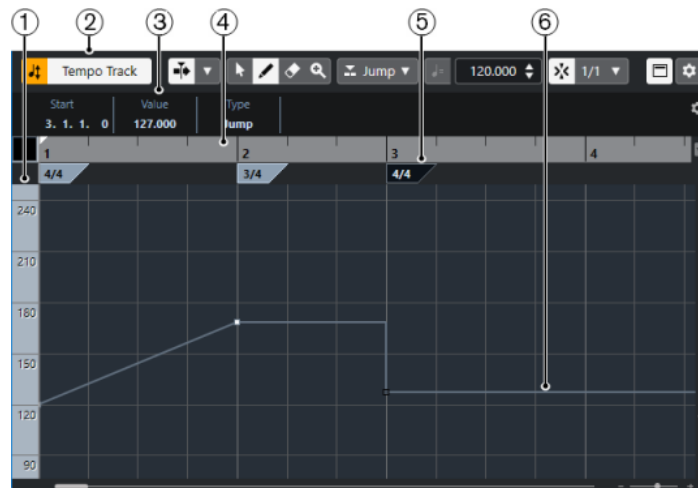 ① ② ③ ④ ⑤ ⑥
Tempo Track Jump 120.000 1/1
Start Value Type
3. 1. 1. 0 127.000 Jump
1 2 3 4
4/4 3/4 4/4
240
210
180
150
120
90